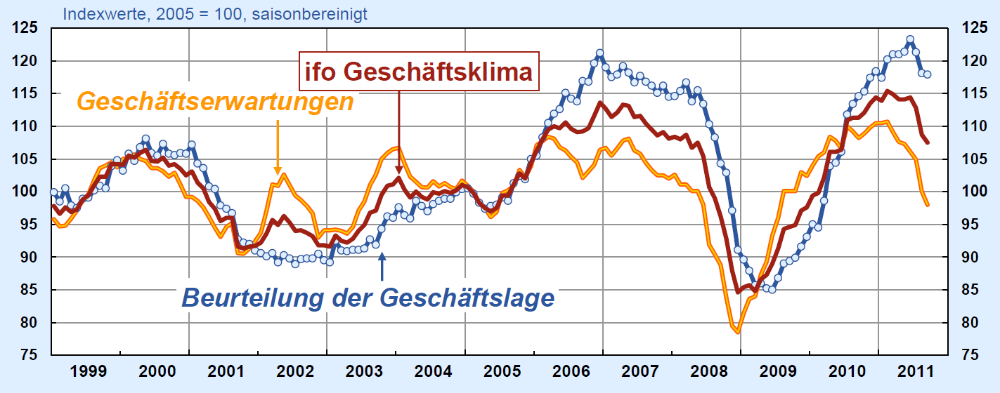 Indexwerte, 2005 = 100, saisonbereinigt
125 125
120 120
ifo Geschäftsklima
115 115
Geschäftserwartungen
110 110
105 105
100 100
95 95
90 90
85 85
Beurteilung der Geschäftslage
80 80
75 75
1999 2000 2001 2002 2003 2004 2005 2006 2007 2008 2009 2010 2011